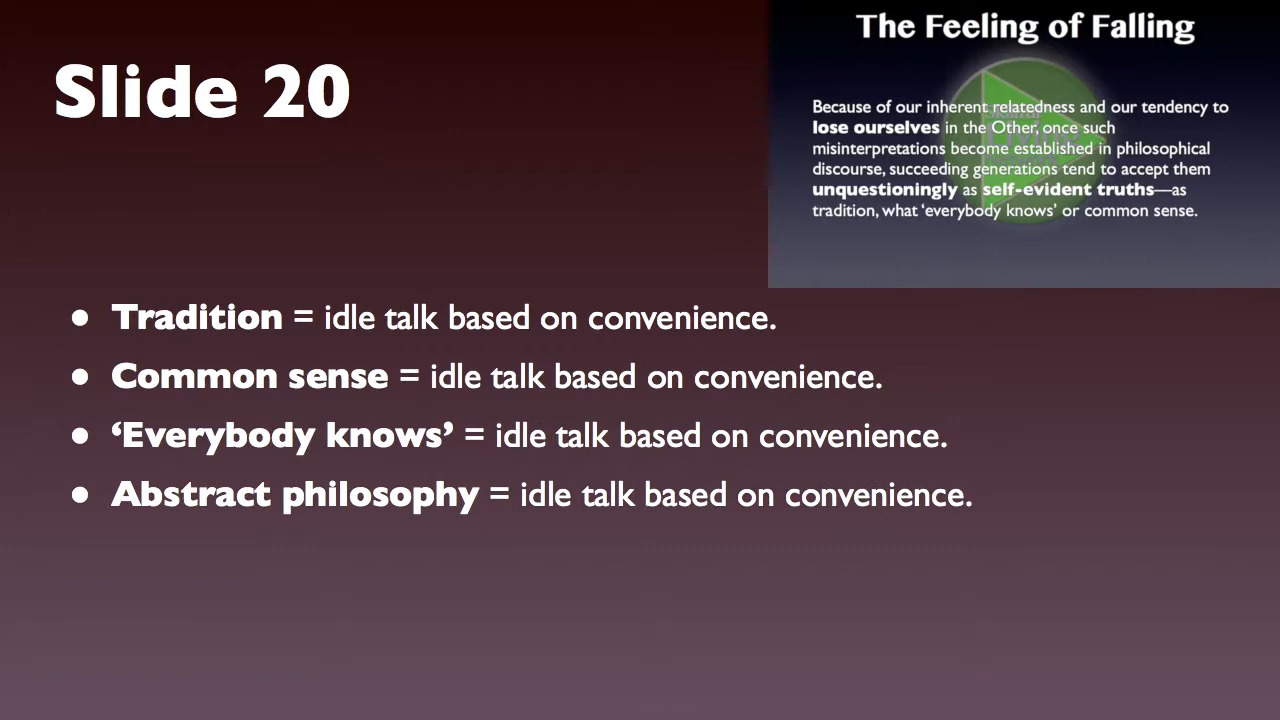 The Feeling of Falling
Slide 20
Because of our inherent relatedness and our tendency to
lose ourselves in the Other, once such
misinterpretations become established in philosophical
discourse, succeeding generations tend to accept them
unquestioningly as self-evident truths—as
tradition, what ‘everybody knows’ or common sense.
• Tradition = idle talk based on convenience.
• Common sense = idle talk based on convenience.
• ‘Everybody knows’ = idle talk based on convenience.
• Abstract philosophy = idle talk based on convenience.